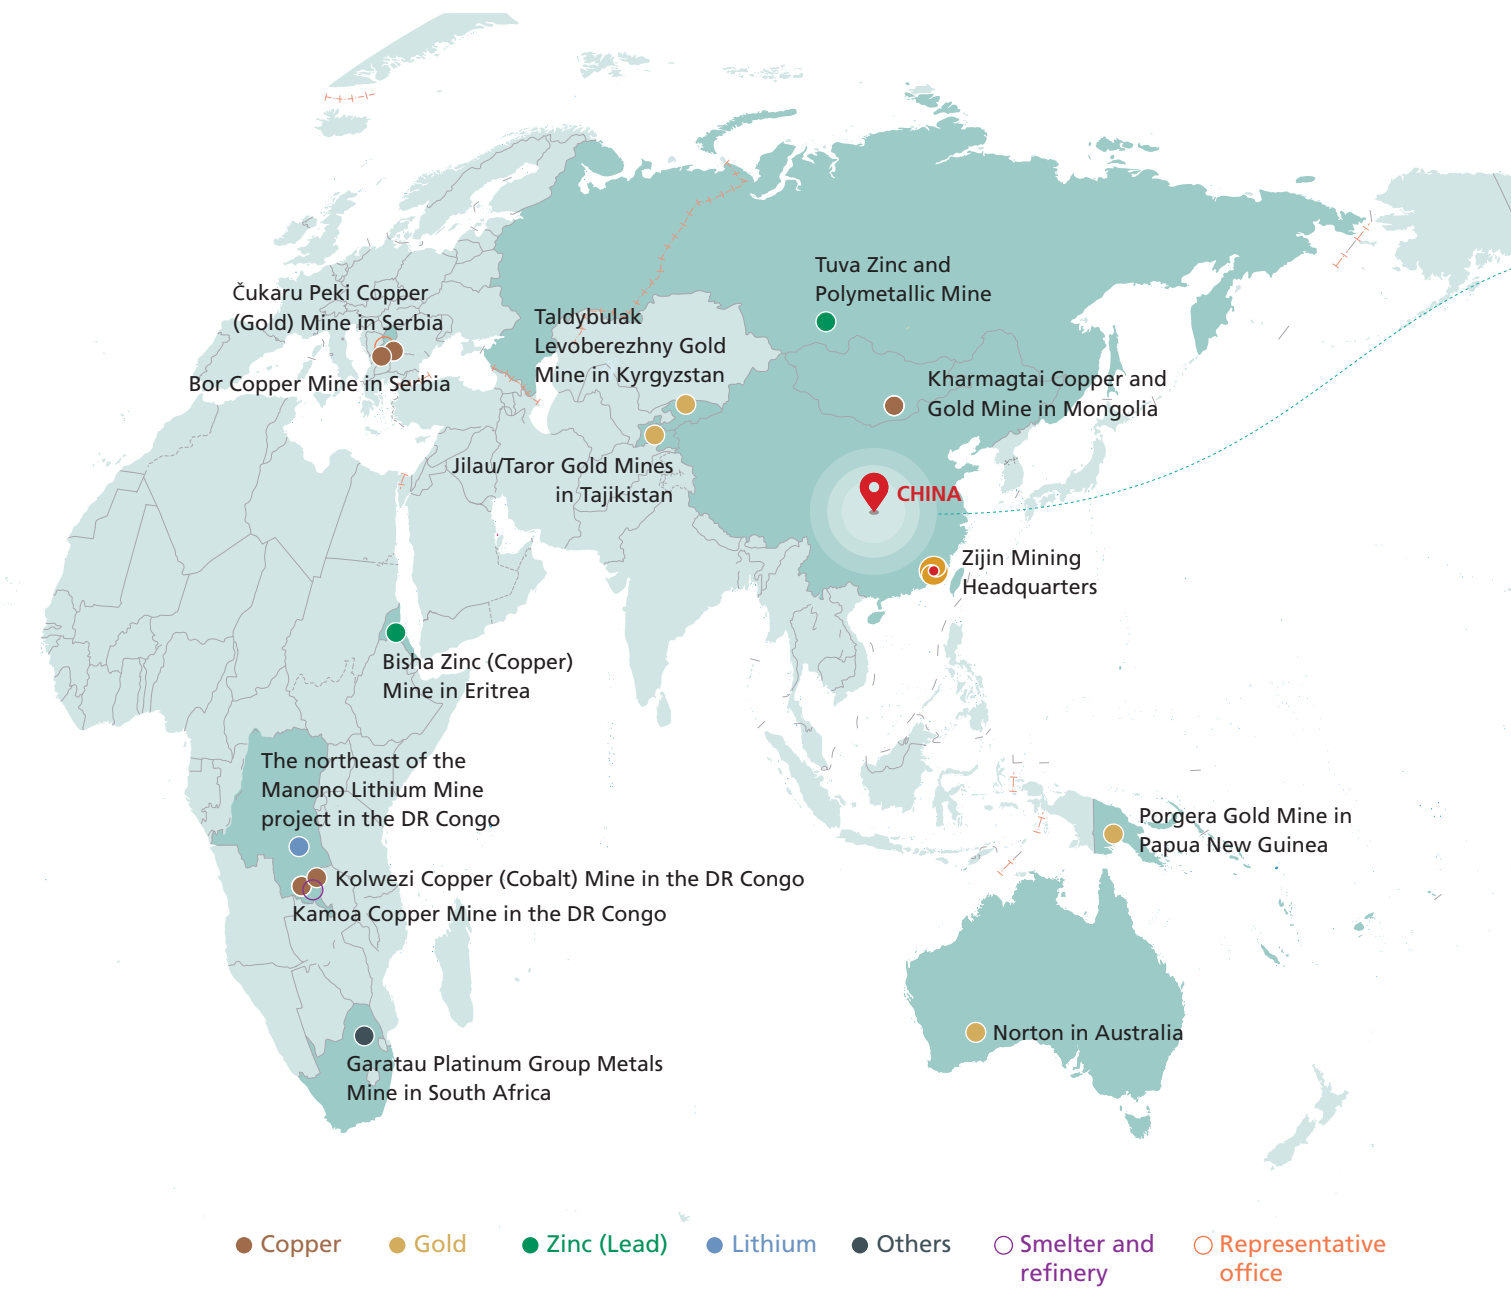 Tuva Zinc and
Polymetallic Mine
Čukaru Peki Copper
(Gold) Mine in Serbia
Taldybulak
Levoberezhny Gold
Mine in Kyrgyzstan
Bor Copper Mine in Serbia
Kharmagtai Copper and
Gold Mine in Mongolia
Jilau/Taror Gold Mines
in Tajikistan
CHINA
Zijin Mining
Headquarters
Bisha Zinc (Copper)
Mine in Eritrea
The northeast of the
Manono Lithium Mine
project in the DR Congo
Porgera Gold Mine in
Papua New Guinea
Kolwezi Copper (Cobalt) Mine in the DR Congo
Kamoa Copper Mine in the DR Congo
Norton in Australia
Garatau Platinum Group Metals
Mine in South Africa
Copper
Gold
Zinc (Lead)
Lithium
Others
Smelter and
refinery
Representative
office